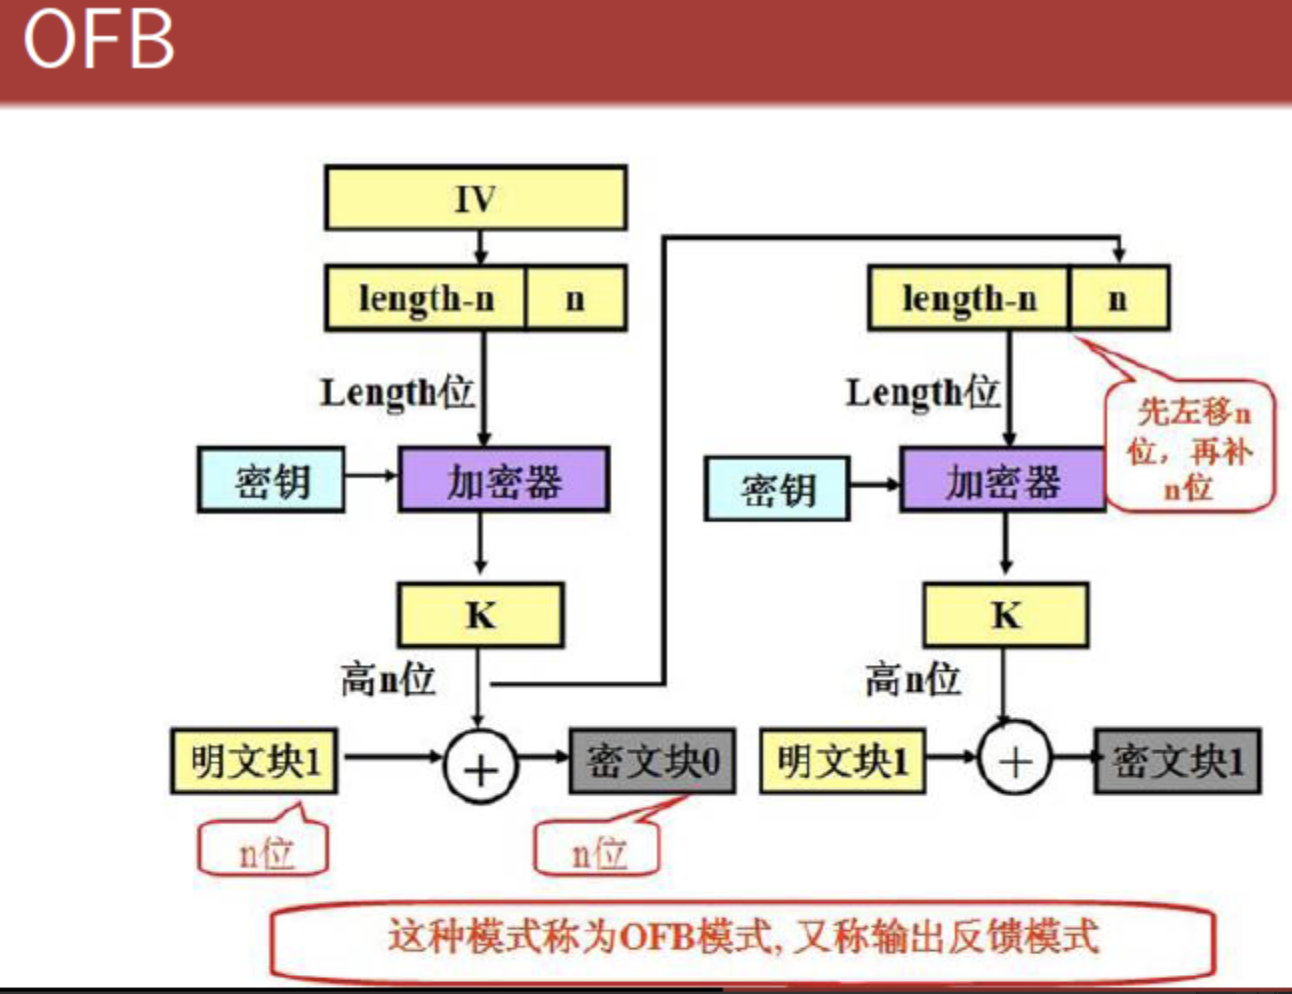 OFB
IV
length-n n
length-n n
Length位
Length位
先左移n
位，再补
n位
密钥
加密器
密钥
加密器
K
K
高n位
高n位
明文块1
密文块0
明文块1
密文块1
n位
n位
这种模式称为OFB模式, 又称输出反馈模式